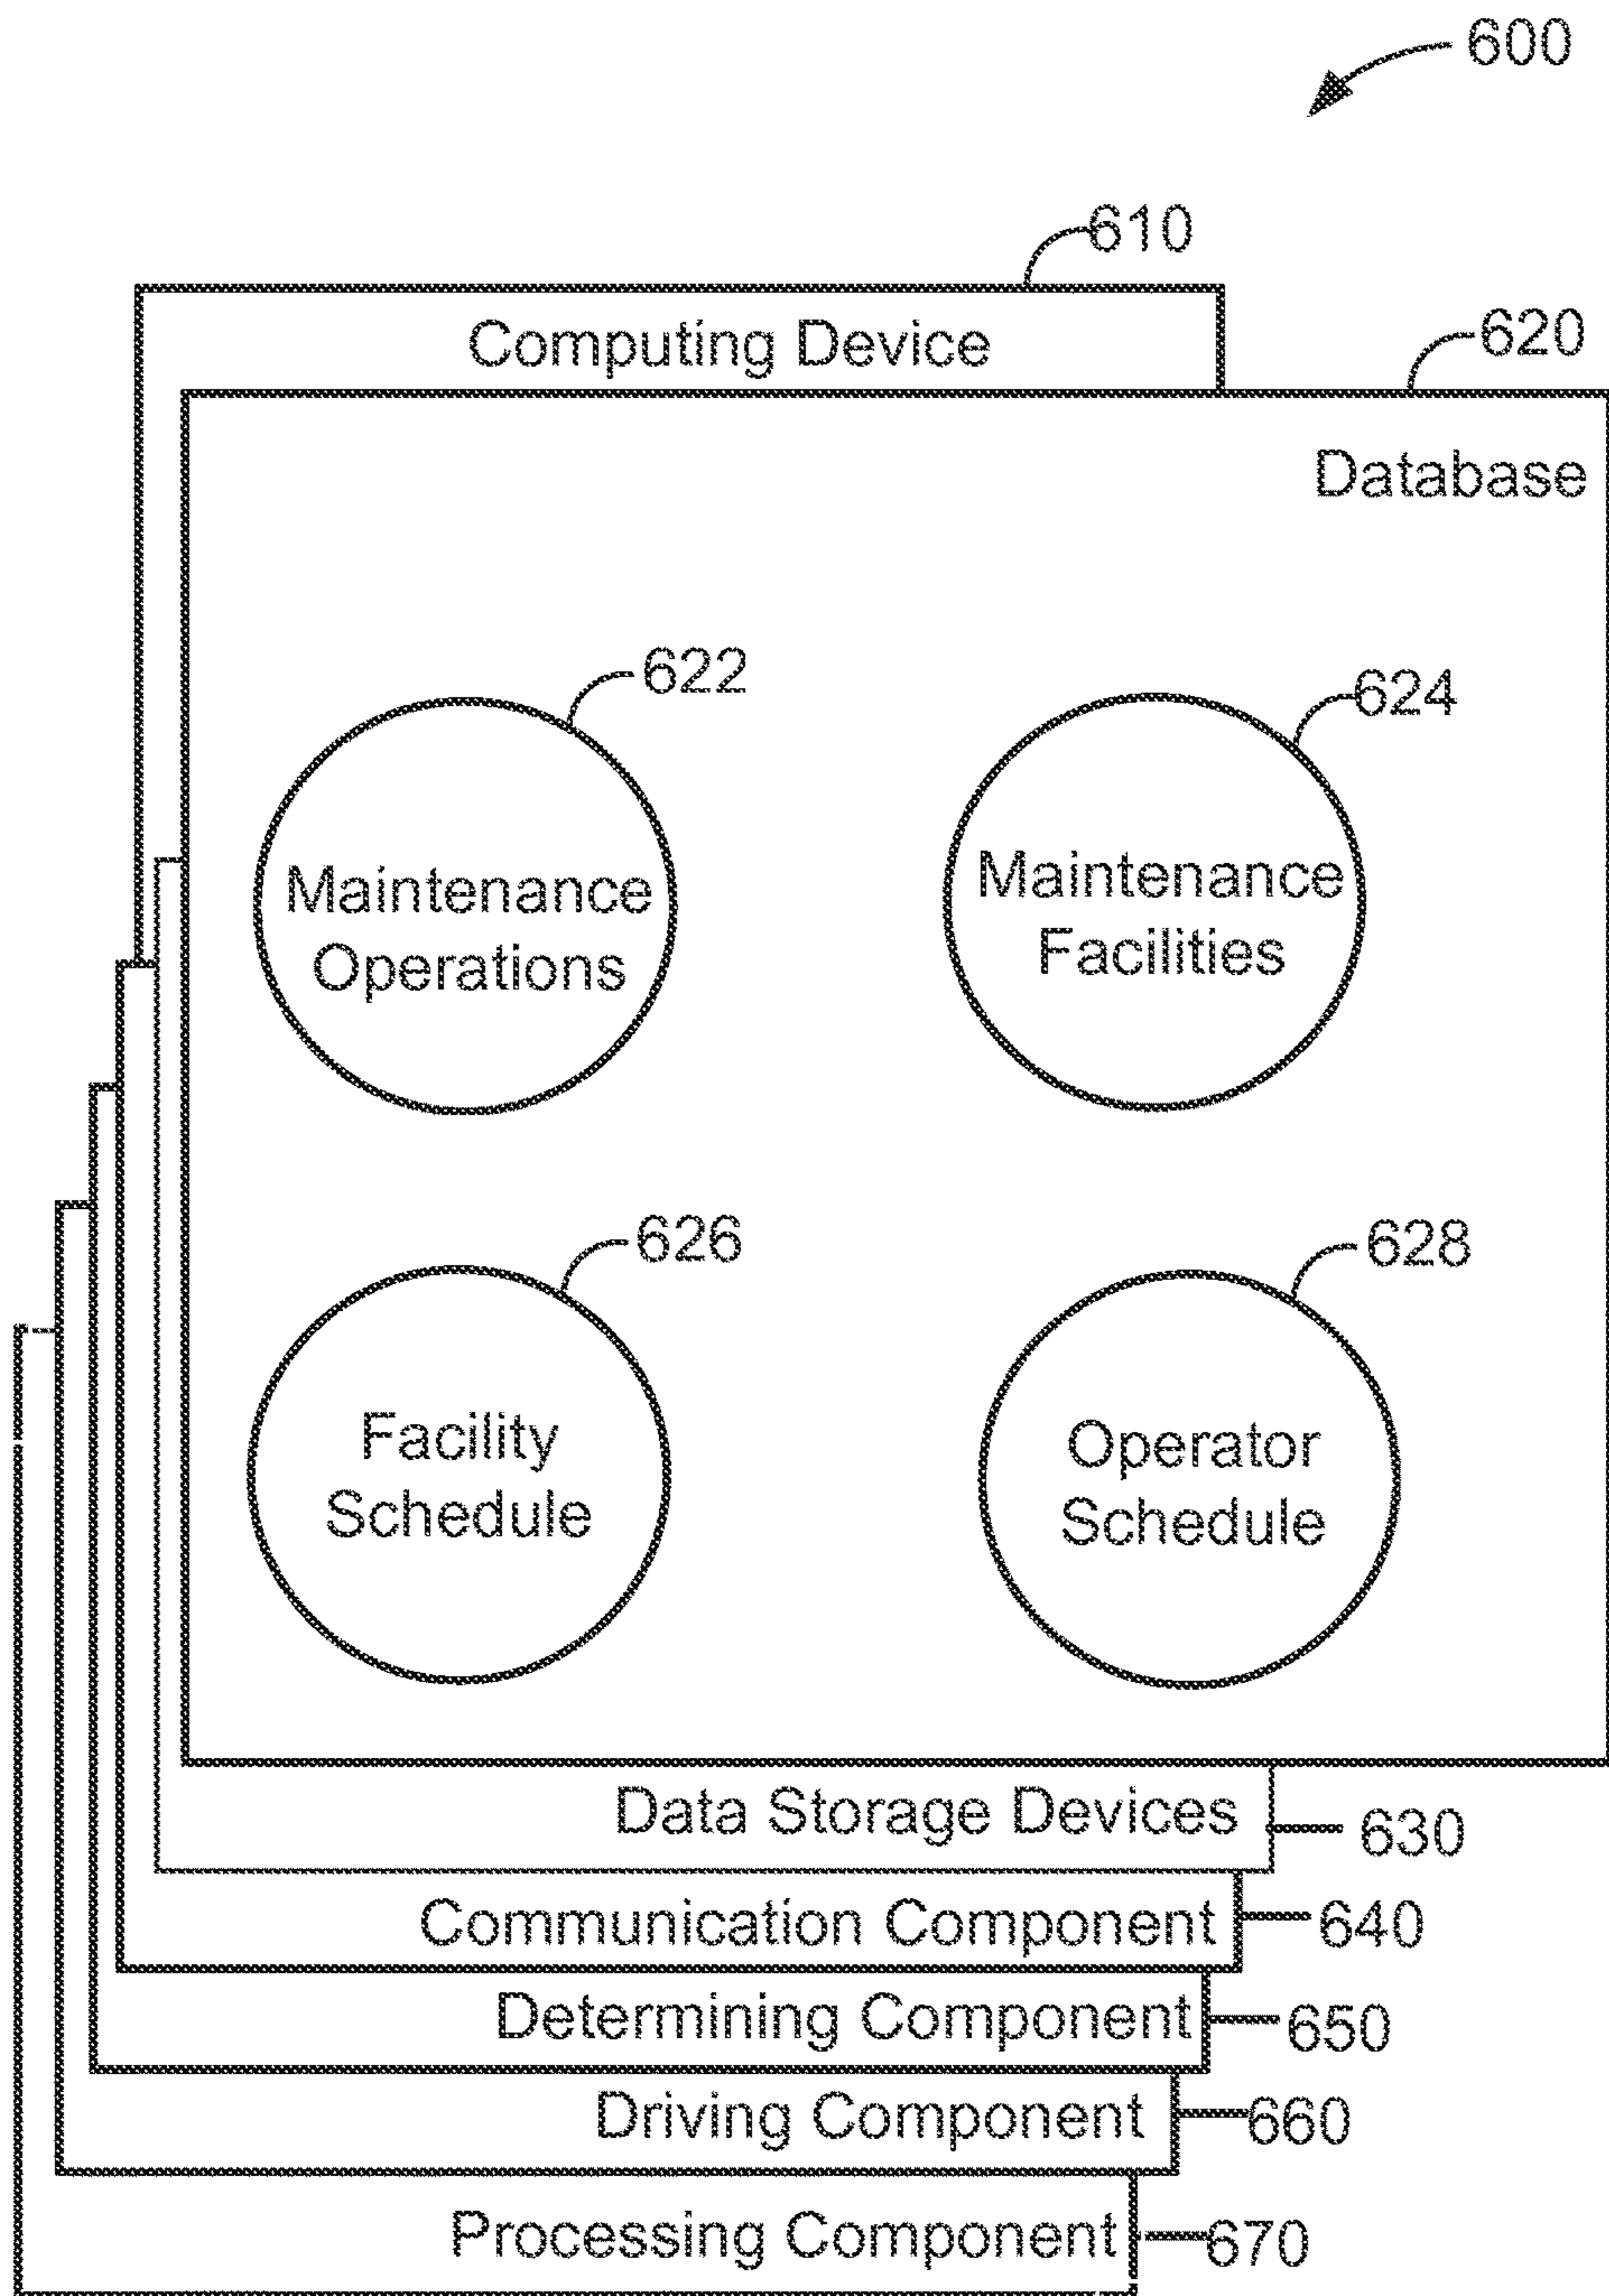 600
610
Computing Device
620
Database
622
624
Maintenance
Operations
Maintenance
Facilities
626
628
Facility
Schedule
Operator
Schedule
Data Storage Devices
630
Communication Component
640
Determining Component
650
Driving Component
660
Processing Component
670